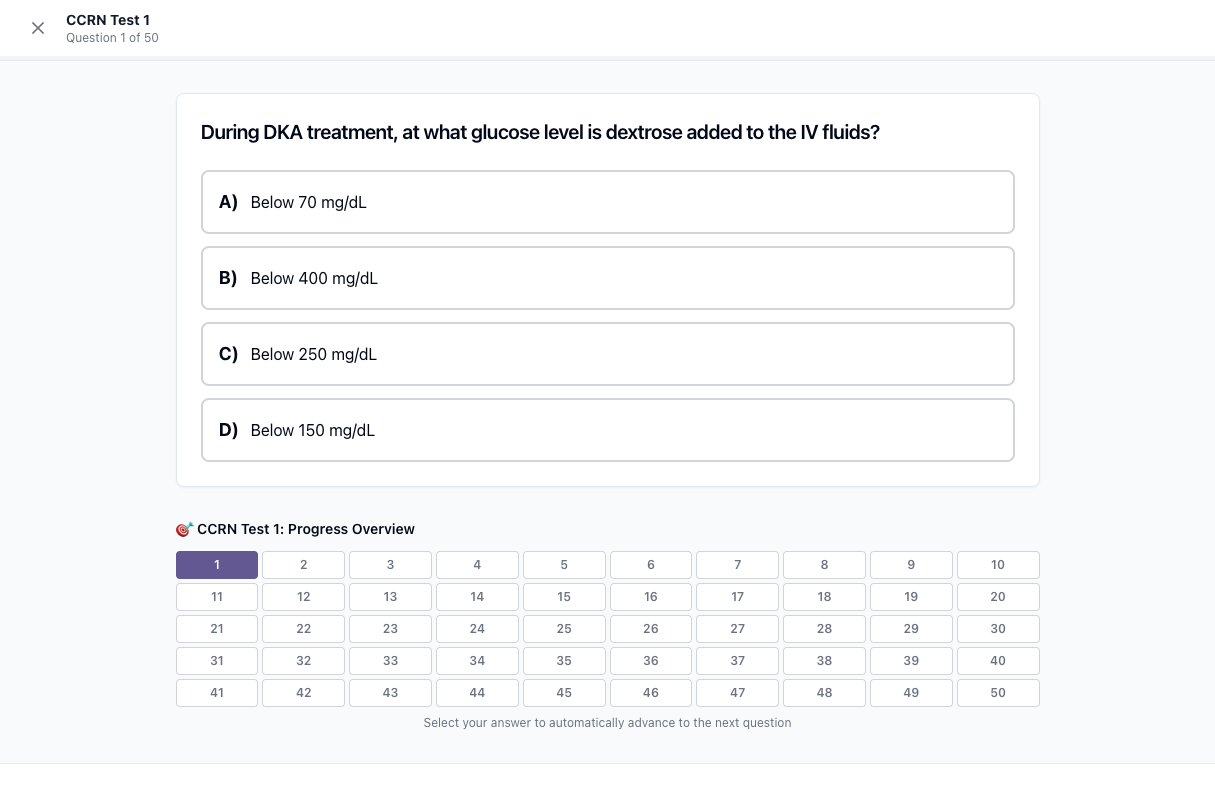 CCRN Test 1
Question 1 of 50
During DKA treatment, at what glucose level is dextrose added to the IV fluids?
A) Below 70 mg/dL
B) Below 400 mg/dL
C) Below 250 mg/dL
D) Below 150 mg/dL
🎯 CCRN Test 1: Progress Overview
1 2 3 4 5 6 7 8 9 10
11 12 13 14 15 16 17 18 19 20
21 22 23 24 25 26 27 28 29 30
31 32 33 34 35 36 37 38 39 40
41 42 43 44 45 46 47 48 49 50
Select your answer to automatically advance to the next question